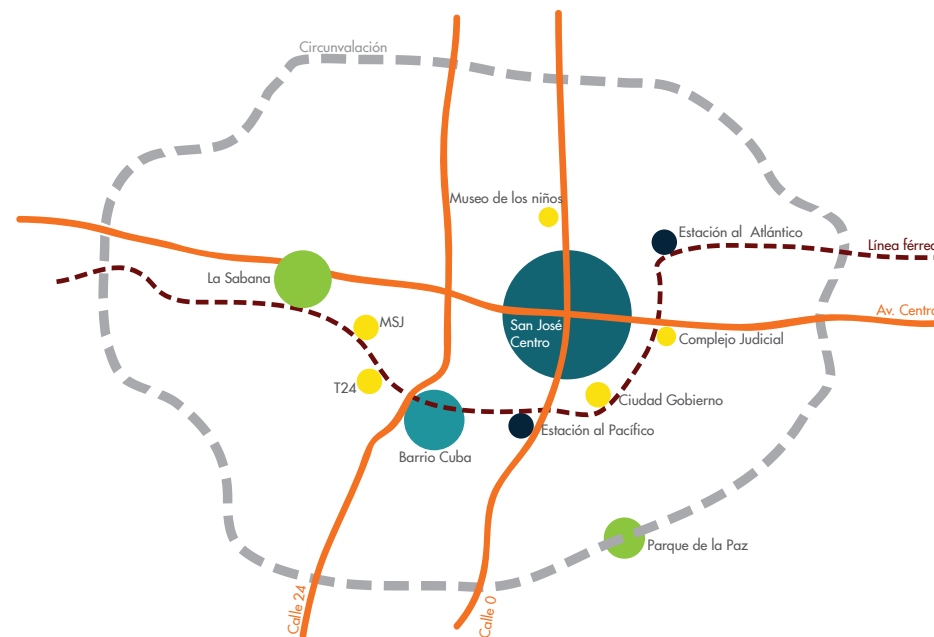 Circunvalación
Museo de los niños
Estación al Atlántico
Línea férrea
La Sabana
Av. Centro
MSJ
San José
Centro
Complejo Judicial
T24
Ciudad Gobierno
Estación al Pacífico
Barrio Cuba
Parque de la Paz
Calle 24
Calle 0